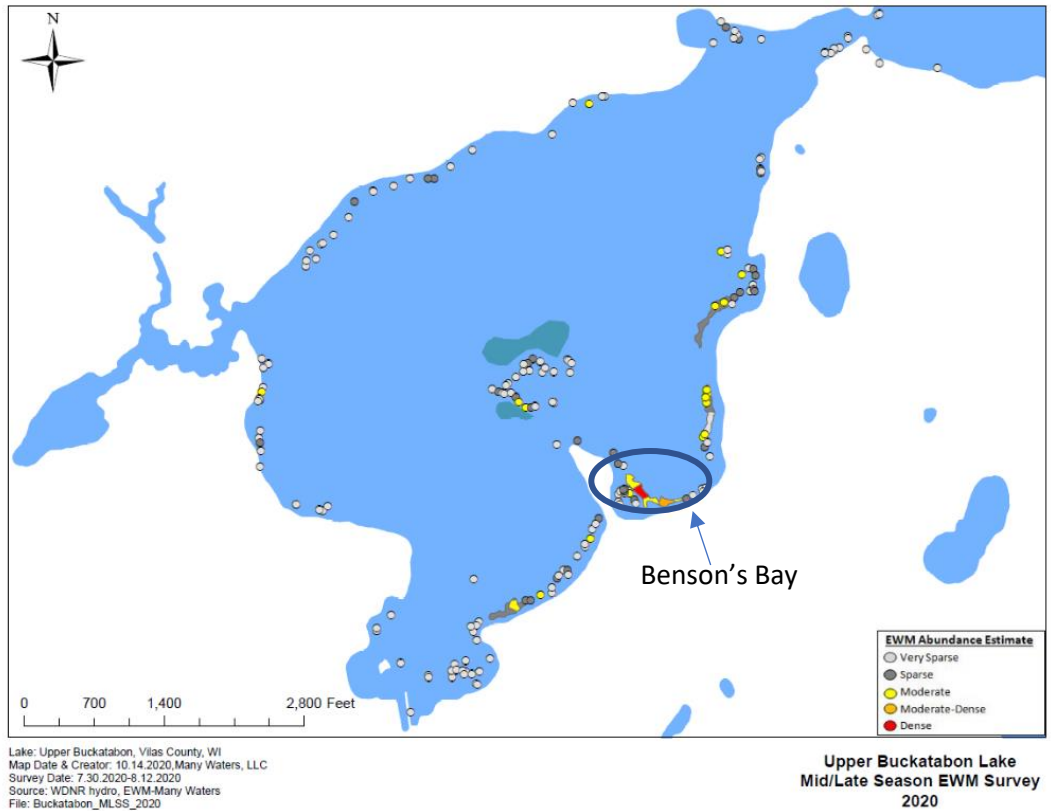 N
Benson's Bay
EWM Abundance Estimate
Very Sparse
Sparse
Moderate
Moderate-Dense
Dense
0 700 1,400 2,800 Feet
Lake: Upper Buckatabon, Vilas County, WI
Map Date & Creator: 10.14.2020,Many Waters, LLC
Survey Date: 7.30.2020-8.12.2020
Source: WDNR hydro, EWM-Many Waters
File: Buckatabon_MLSS_2020
Upper Buckatabon Lake
Mid/Late Season EWM Survey
2020